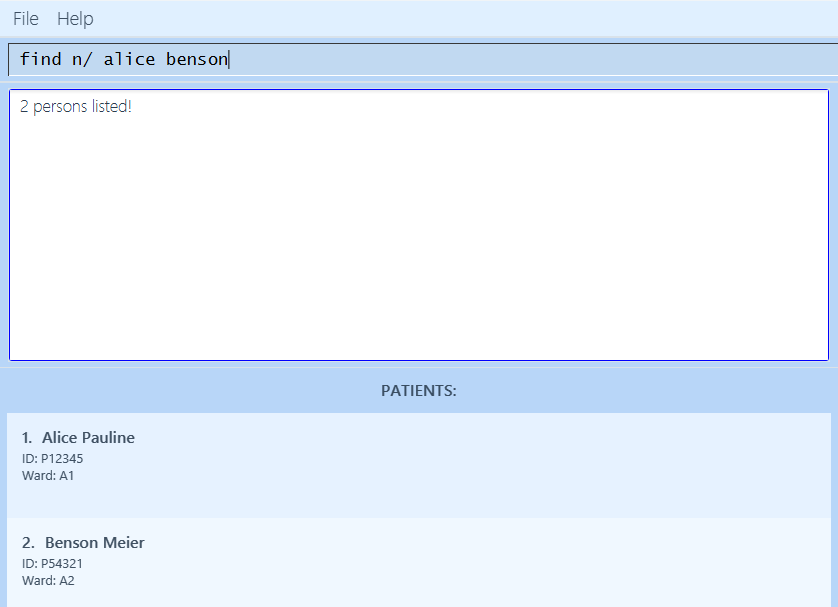 File Help
find n/ alice benson
2 persons listed!
PATIENTS:
1. Alice Pauline
ID: P12345
Ward: A1
2. Benson Meier
ID: P54321
Ward: A2